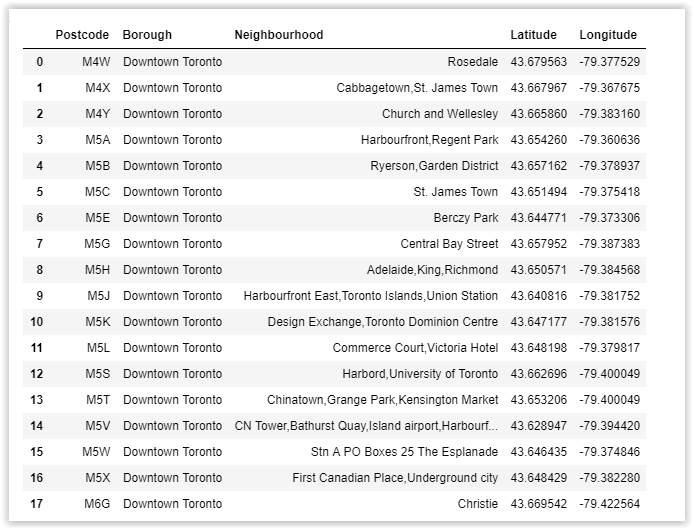 Postcode Borough Neighbourhood Latitude Longitude
0 M4W Downtown Toronto Rosedale 43.679563 -79.377529
1 M4X Downtown Toronto Cabbagetown,St. James Town 43.667967 -79.367675
2 M4Y Downtown Toronto Church and Wellesley 43.665860 -79.383160
3 M5A Downtown Toronto Harbourfront,Regent Park 43.654260 -79.360636
4 M5B Downtown Toronto Ryerson,Garden District 43.657162 -79.378937
5 M5C Downtown Toronto St. James Town 43.651494 -79.375418
6 M5E Downtown Toronto Berczy Park 43.644771 -79.373306
7 M5G Downtown Toronto Central Bay Street 43.657952 -79.387383
8 M5H Downtown Toronto Adelaide,King,Richmond 43.650571 -79.384568
9 M5J Downtown Toronto Harbourfront East,Toronto Islands,Union Station 43.640816 -79.381752
10 M5K Downtown Toronto Design Exchange,Toronto Dominion Centre 43.647177 -79.381576
11 M5L Downtown Toronto Commerce Court,Victoria Hotel 43.648198 -79.379817
12 M5S Downtown Toronto Harbord,University of Toronto 43.662696 -79.400049
13 M5T Downtown Toronto Chinatown,Grange Park,Kensington Market 43.653206 -79.400049
14 M5V Downtown Toronto CN Tower,Bathurst Quay,Island airport,Harbourf... 43.628947 -79.394420
15 M5W Downtown Toronto Stn A PO Boxes 25 The Esplanade 43.646435 -79.374846
16 M5X Downtown Toronto First Canadian Place,Underground city 43.648429 -79.382280
17 M6G Downtown Toronto Christie 43.669542 -79.422564